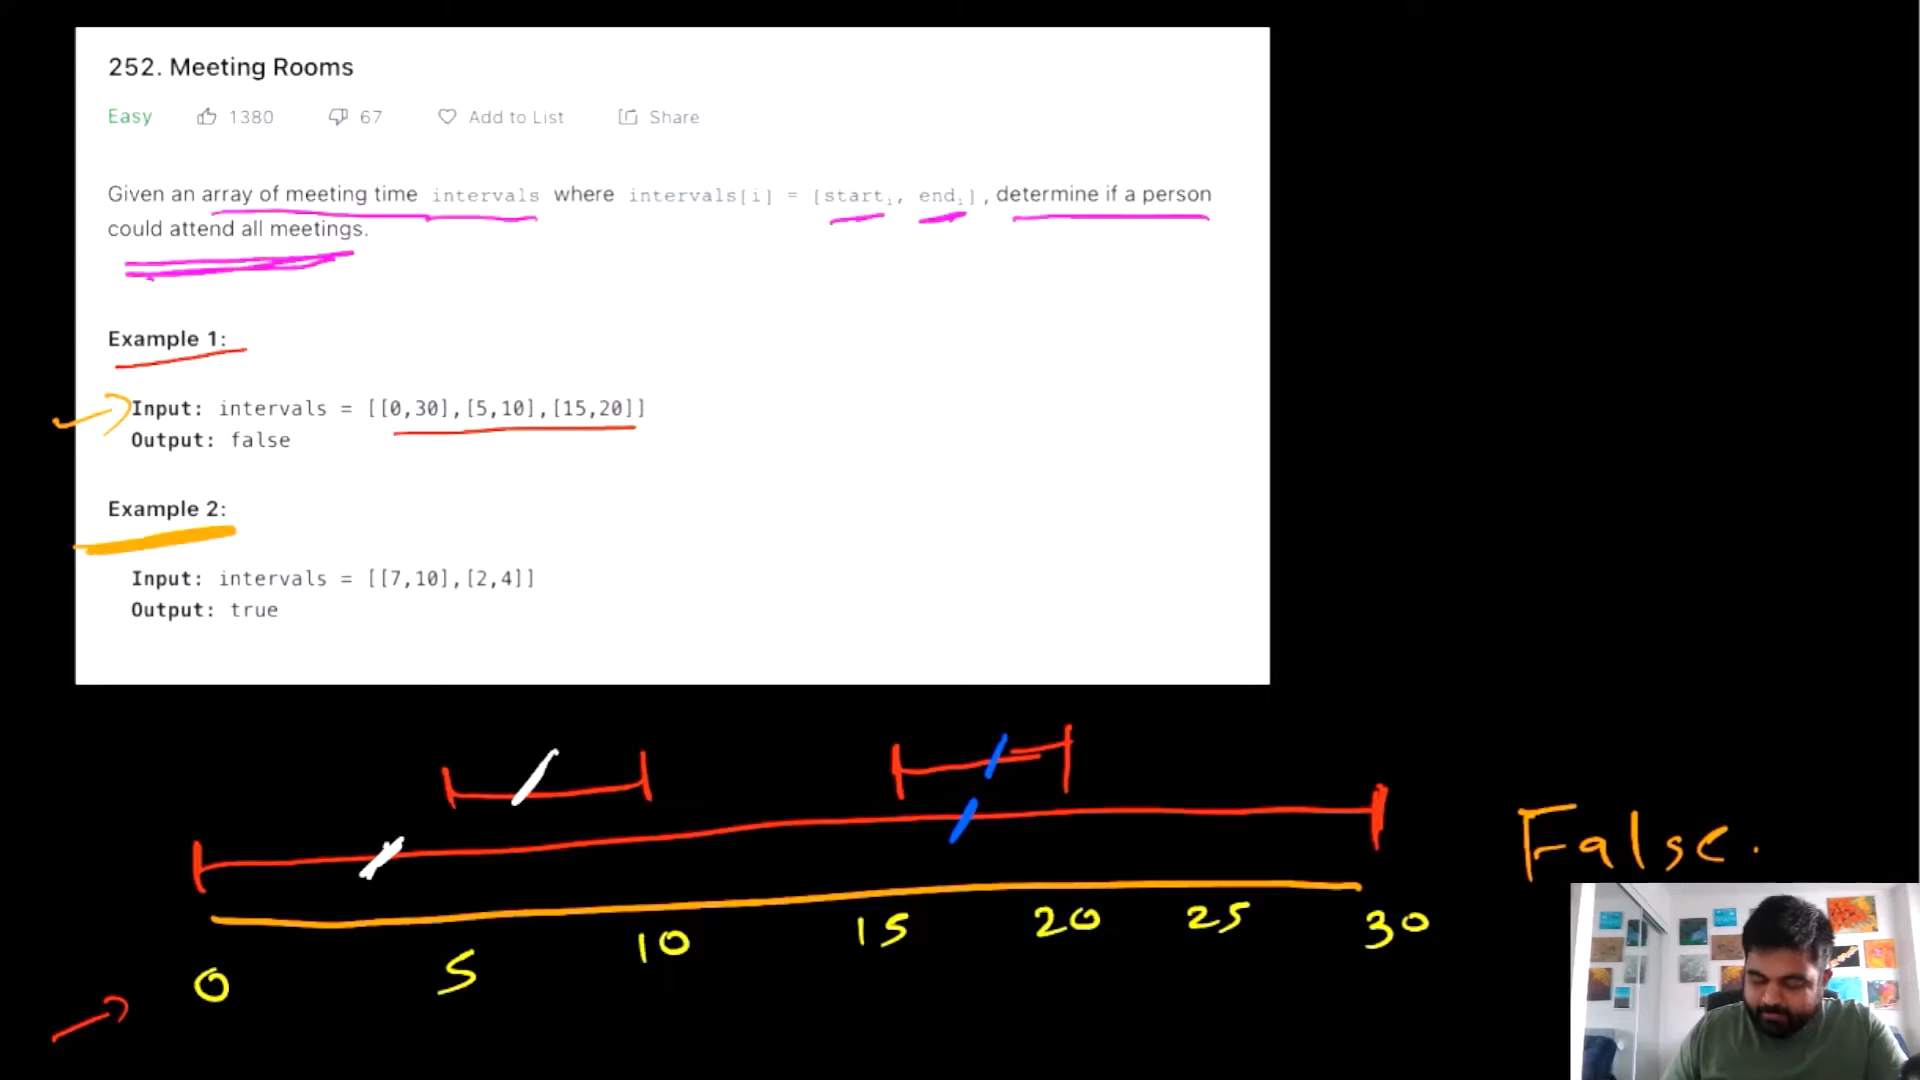 252. Meeting Rooms
Easy 1380 67 Add to List Share
Given an array of meeting time intervals where intervals[i] = [starti, endi], determine if a person
could attend all meetings.
Example 1:
Input: intervals = [[0,30],[5,10],[15,20]]
Output: false
Example 2:
Input: intervals = [[7,10],[2,4]]
Output: true
False.
0 5 10 15 20 25 30